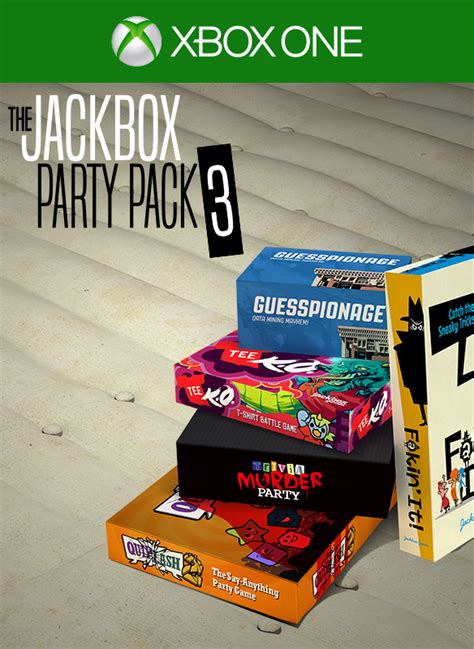 XBOX ONE
THE JACKBOX
PARTY PACK 3
GUESSPIONAGE
GUESSPIONAGE
DATA MINING MAYHEM!
TEE K.O.
TEE K.O.
T-SHIRT BATTLE GAME
TRIVIA
MURDER
PARTY
QUIPLASH
The Say-Anything
Party Game
Fakin' It!
Catch the
Sneaky